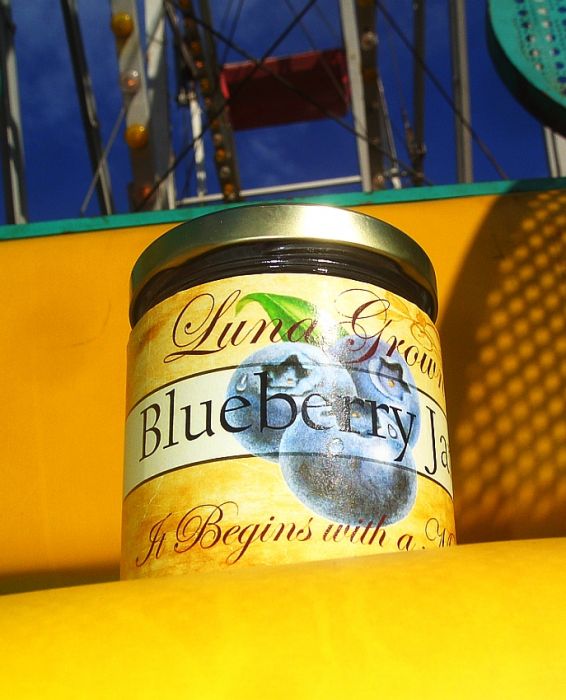 Luna Grown
Blueberry Ja
It Begins with a